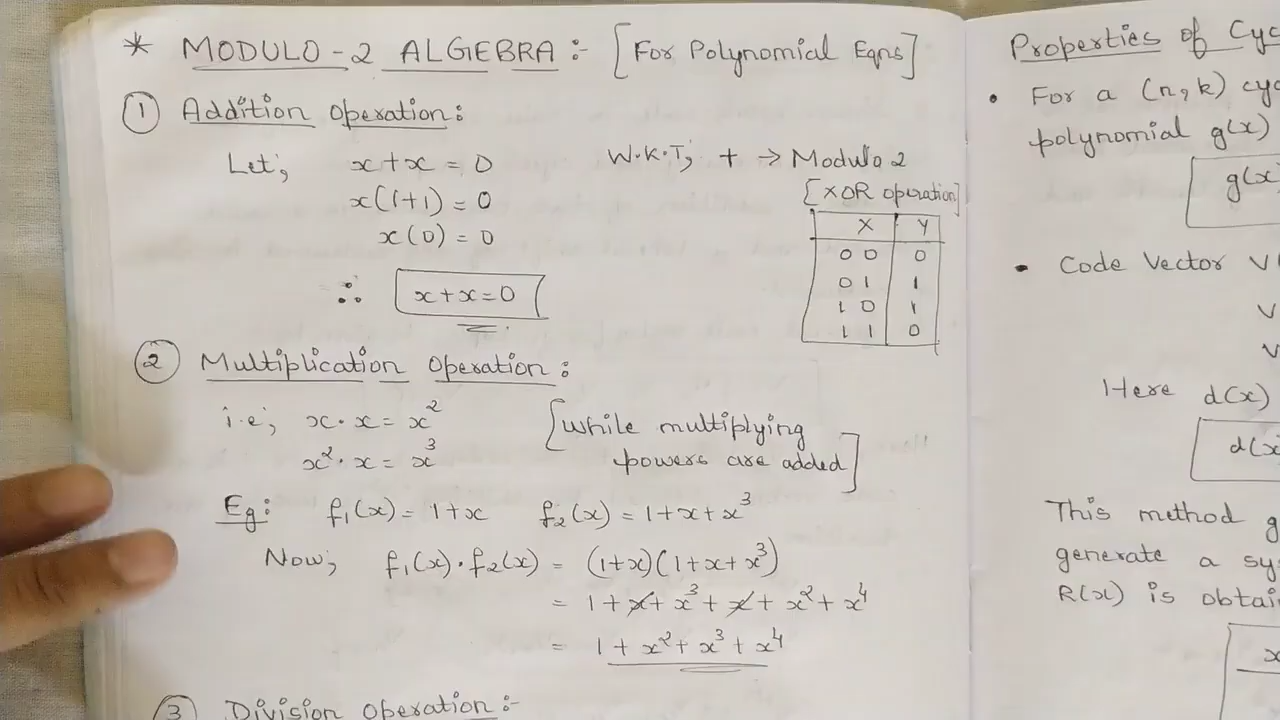 * MODULO-2 ALGEBRA :- [For Polynomial Eqns]
① Addition Operation :
Let; x+x = 0
x(1+1) = 0
x(0) = 0
∴ x+x=0
W.K.T; + → Modulo 2
[XOR operation]
X Y
0 0 0
0 1 1
1 0 1
1 1 0
② Multiplication Operation :
i.e; x·x = x²
x²·x = x³
[while multiplying
powers are added]
Eg: f₁(x) = 1+x f₂(x) = 1+x+x³
Now; f₁(x)·f₂(x) = (1+x)(1+x+x³)
= 1+x+x³+x+x²+x⁴
= 1+x²+x³+x⁴
③ Division Operation :-
Properties of Cyc
• For a (n,k) cyc
polynomial g(x)
g(x
• Code Vector V
V
V
Here d(x)
d(x
This method g
generate a sy
R(x) is obtai
x